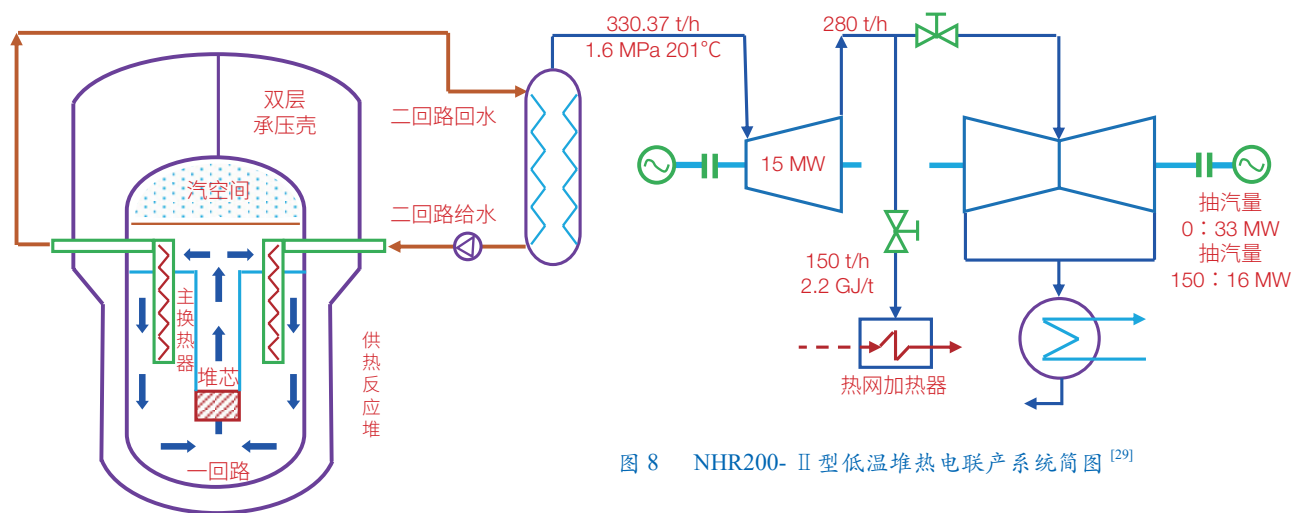 双层
承压壳
汽空间
主换热器
堆芯
一回路
供热反应堆
二回路回水
二回路给水
330.37 t/h
1.6 MPa 201℃
280 t/h
15 MW
150 t/h
2.2 GJ/t
热网加热器
抽汽量
0：33 MW
抽汽量
150：16 MW
图 8 NHR200- Ⅱ型低温堆热电联产系统简图 [29]